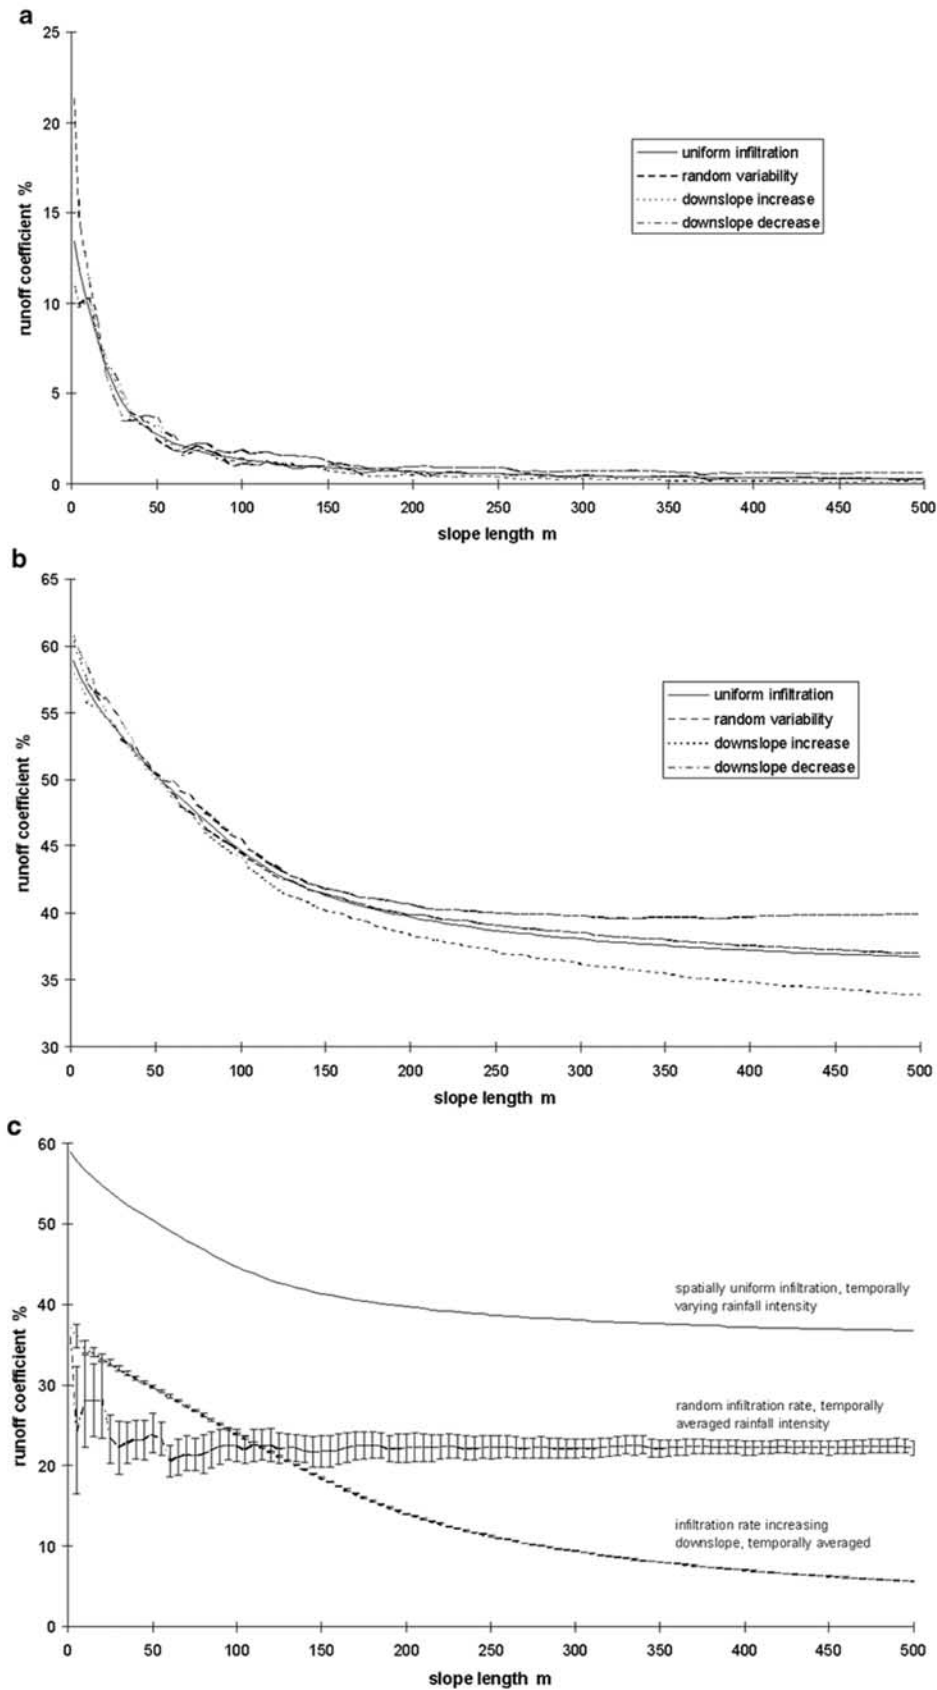 a
25
20
15
10
5
0
runoff coefficient %
uniform infiltration
random variability
downslope increase
downslope decrease
0 50 100 150 200 250 300 350 400 450 500
slope length m
b
65
60
55
50
45
40
35
30
runoff coefficient %
uniform infiltration
random variability
downslope increase
downslope decrease
0 50 100 150 200 250 300 350 400 450 500
slope length m
c
60
50
40
30
20
10
0
runoff coefficient %
spatially uniform infiltration, temporally
varying rainfall intensity
random infiltration rate, temporally
averaged rainfall intensity
infiltration rate increasing
downslope, temporally averaged
0 50 100 150 200 250 300 350 400 450 500
slope length m